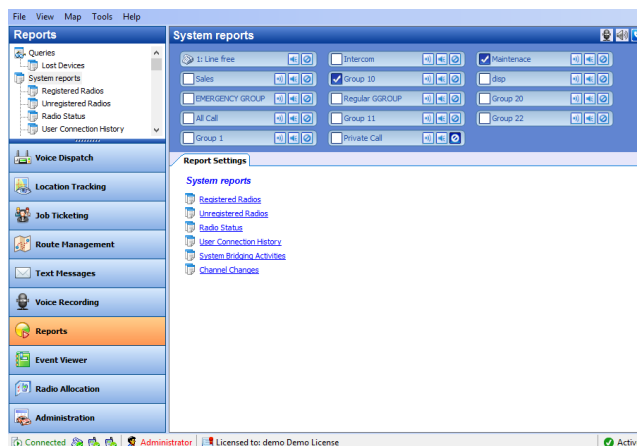 File View Map Tools Help
Reports
Queries
Lost Devices
System reports
Registered Radios
Unregistered Radios
Radio Status
User Connection History
Voice Dispatch
Location Tracking
Job Ticketing
Route Management
Text Messages
Voice Recording
Reports
Event Viewer
Radio Allocation
Administration
System reports
1: Line free Intercom Maintenace
Sales Group 10 disp
EMERGENCY GROUP Regular GGROUP Group 20
All Call Group 11 Group 22
Group 1 Private Call
Report Settings
System reports
Registered Radios
Unregistered Radios
Radio Status
User Connection History
System Bridging Activities
Channel Changes
Connected Administrator Licensed to: demo Demo License Activ